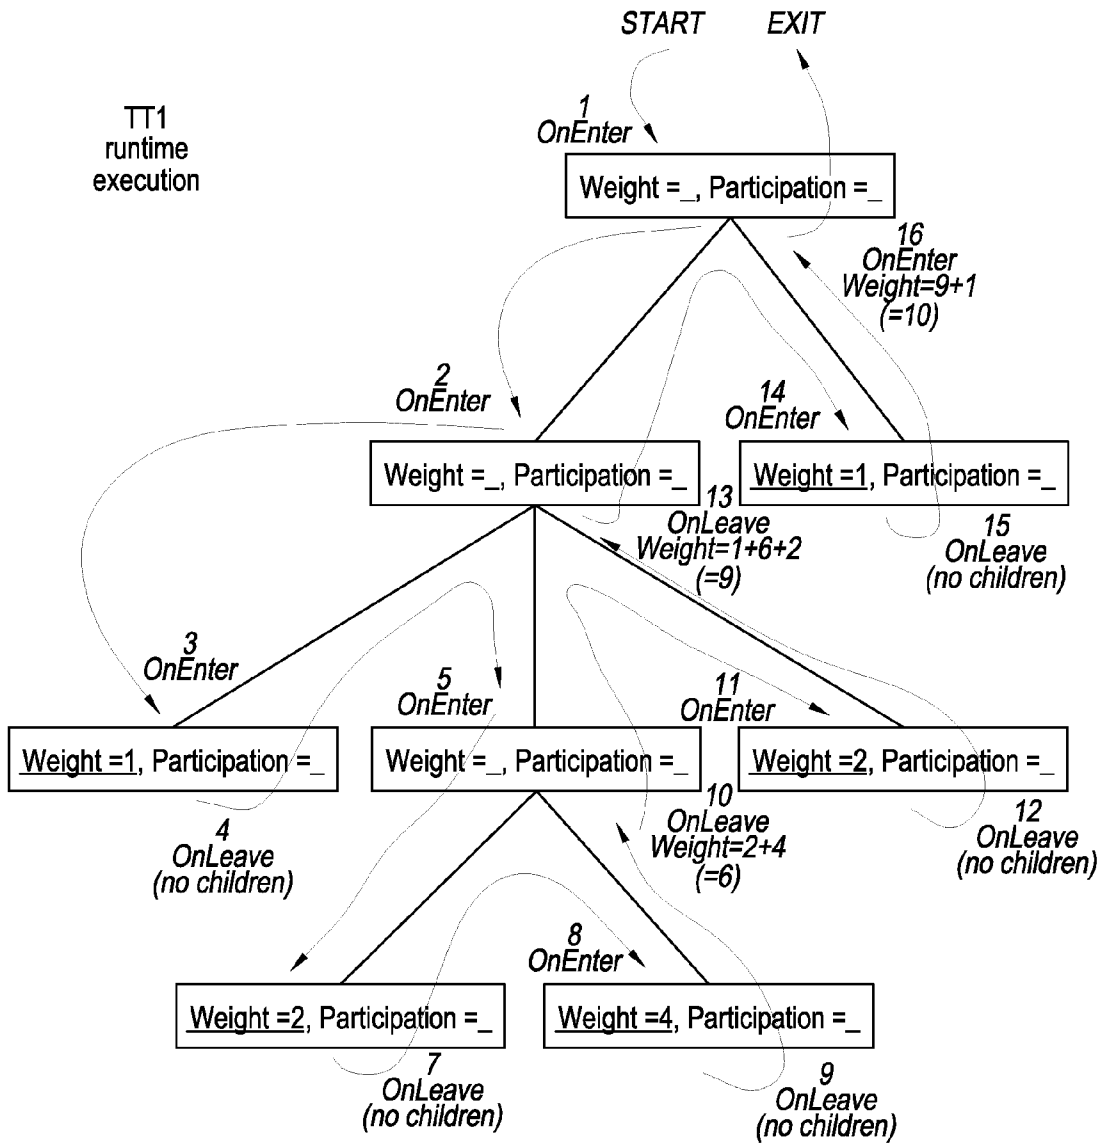 START EXIT
TT1
runtime
execution
1
OnEnter
Weight =_, Participation =_
16
OnEnter
Weight=9+1
(=10)
2
OnEnter
14
OnEnter
Weight =_, Participation =_
Weight =1, Participation =_
13
OnLeave
Weight=1+6+2
(=9)
15
OnLeave
(no children)
3
OnEnter
5
OnEnter
11
OnEnter
Weight =1, Participation =_
Weight =_, Participation =_
Weight =2, Participation =_
4
OnLeave
(no children)
10
OnLeave
Weight=2+4
(=6)
12
OnLeave
(no children)
8
OnEnter
Weight =2, Participation =_
Weight =4, Participation =_
7
OnLeave
(no children)
9
OnLeave
(no children)